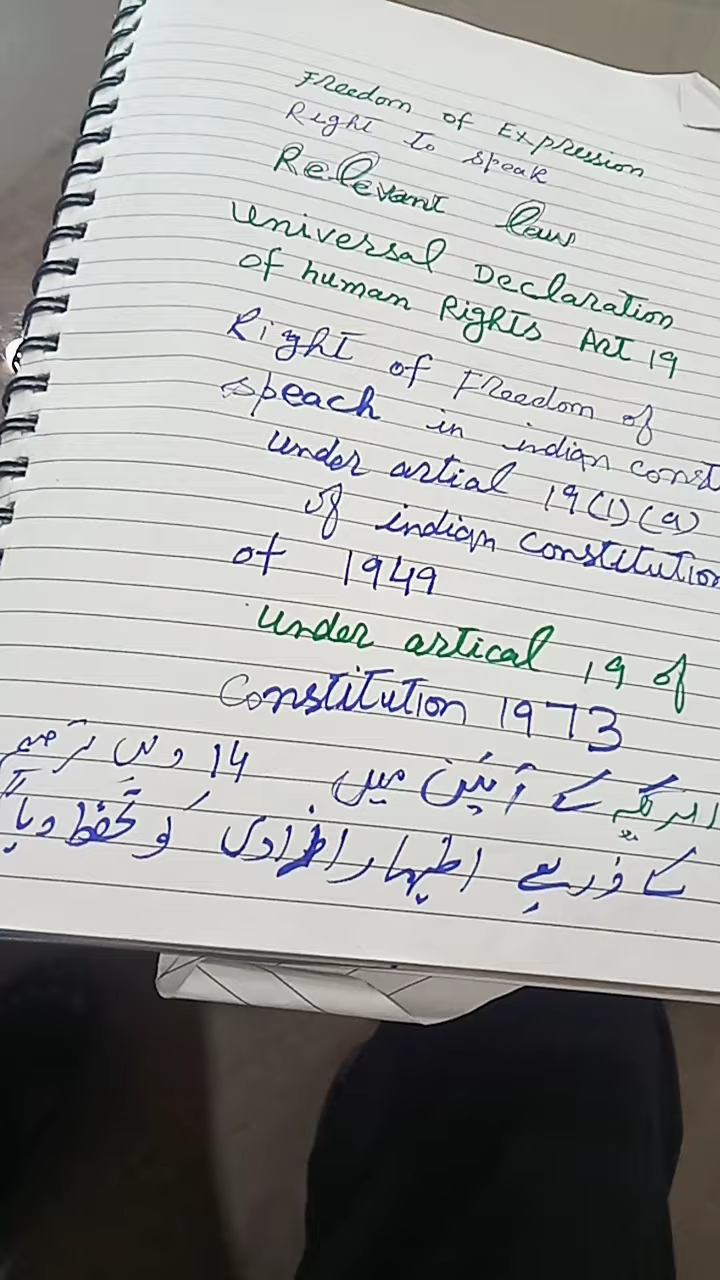 Freedom of Expression
Right to speak
Relevant law
Universal Declaration
of human Rights Art 19
Right of Freedom of
speach in indian const
under artial 19(1)(a)
of indian Constitution
of 1949
under artical 19 of
Constitution 1973
امریکہ کے آئین میں 14 ویں ترمیم
کے ذریعے اظہار ازادی کو تحفظ دیا